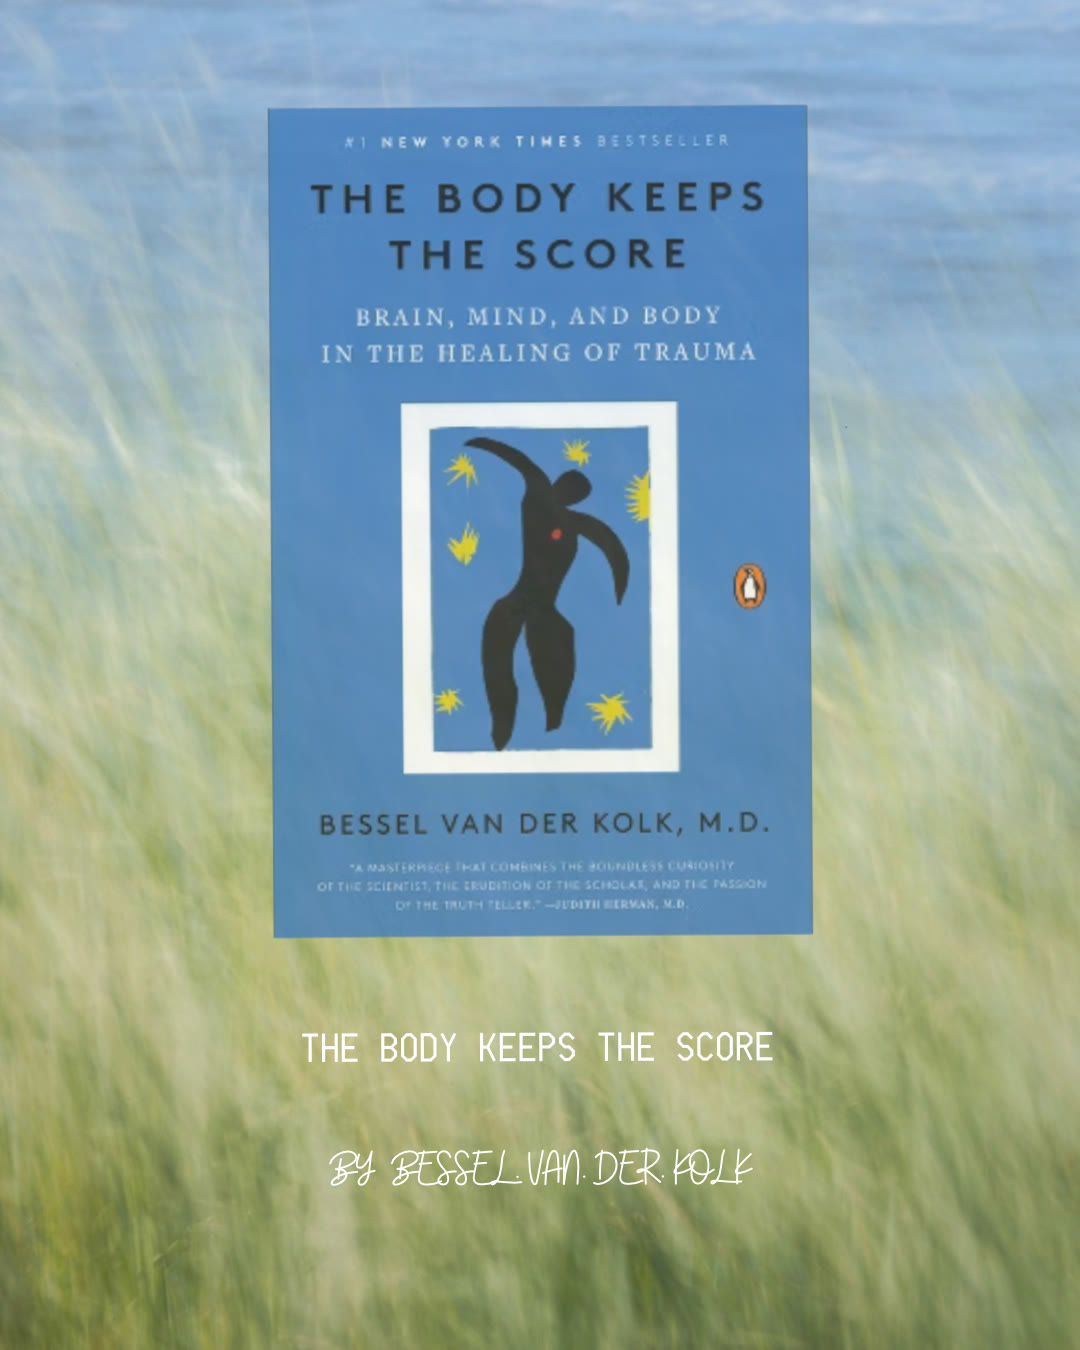 #1 NEW YORK TIMES BESTSELLER
THE BODY KEEPS
THE SCORE
BRAIN, MIND, AND BODY
IN THE HEALING OF TRAUMA
BESSEL VAN DER KOLK, M.D.
"A MASTERPIECE THAT COMBINES THE BOUNDLESS CURIOSITY
OF THE SCIENTIST, THE ERUDITION OF THE SCHOLAR, AND THE PASSION
OF THE TRUTH TELLER." —JUDITH HERMAN, M.D.
THE BODY KEEPS THE SCORE
BY BESSEL VAN DER KOLK